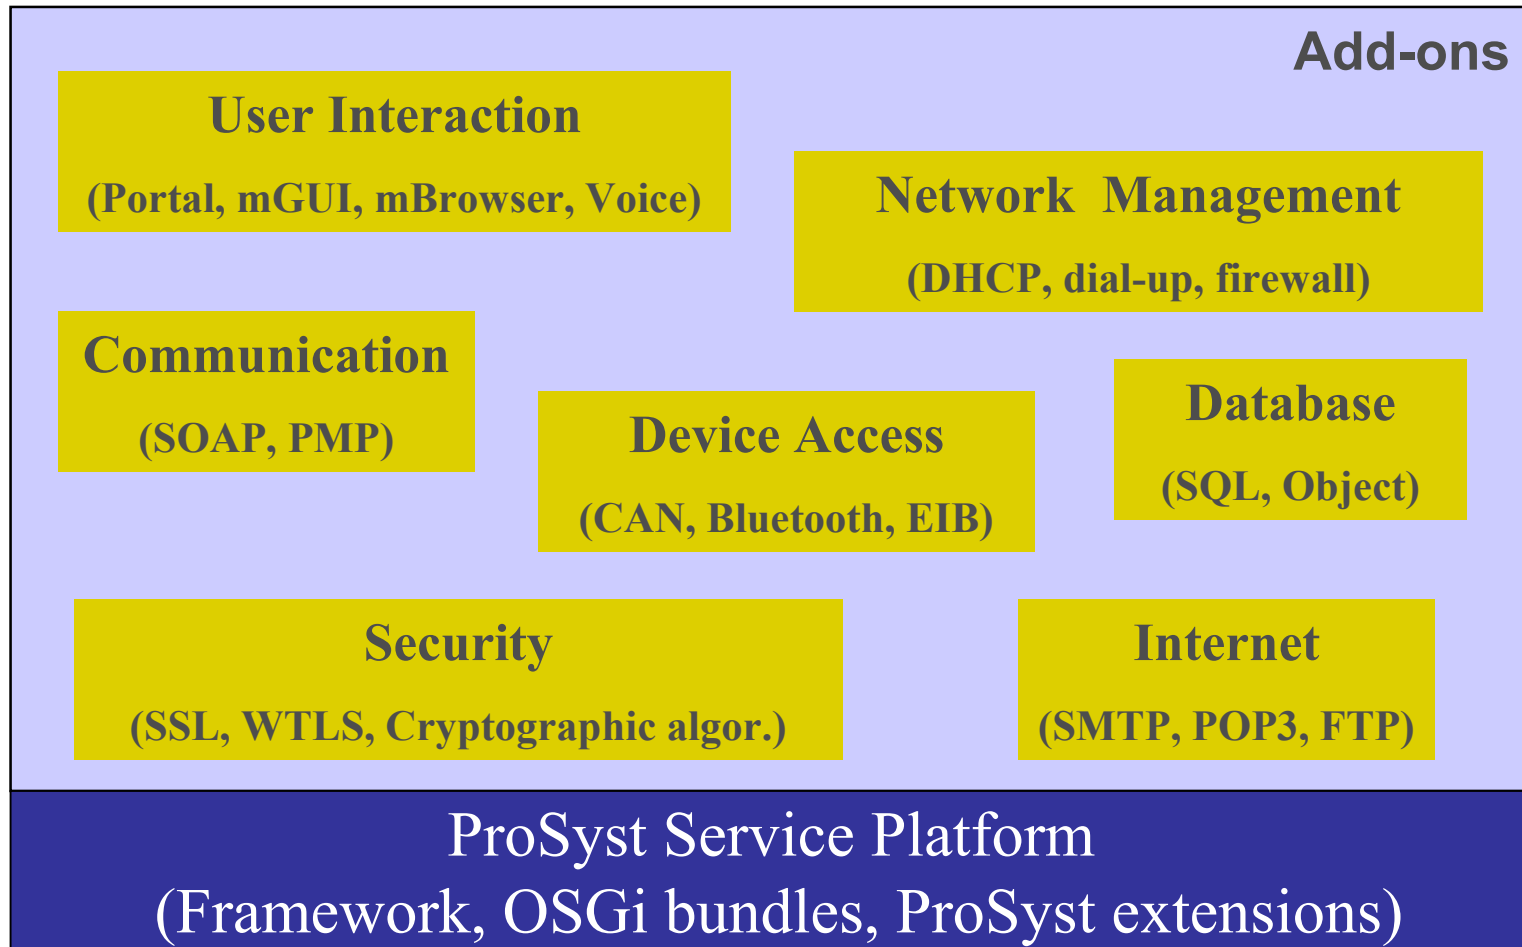 Add-ons
User Interaction
(Portal, mGUI, mBrowser, Voice)
Network  Management
(DHCP, dial-up, firewall)
Communication
(SOAP, PMP)
Device Access
(CAN, Bluetooth, EIB)
Database
(SQL, Object)
Security
(SSL, WTLS, Cryptographic algor.)
Internet
(SMTP, POP3, FTP)
ProSyst Service Platform
(Framework, OSGi bundles, ProSyst extensions)